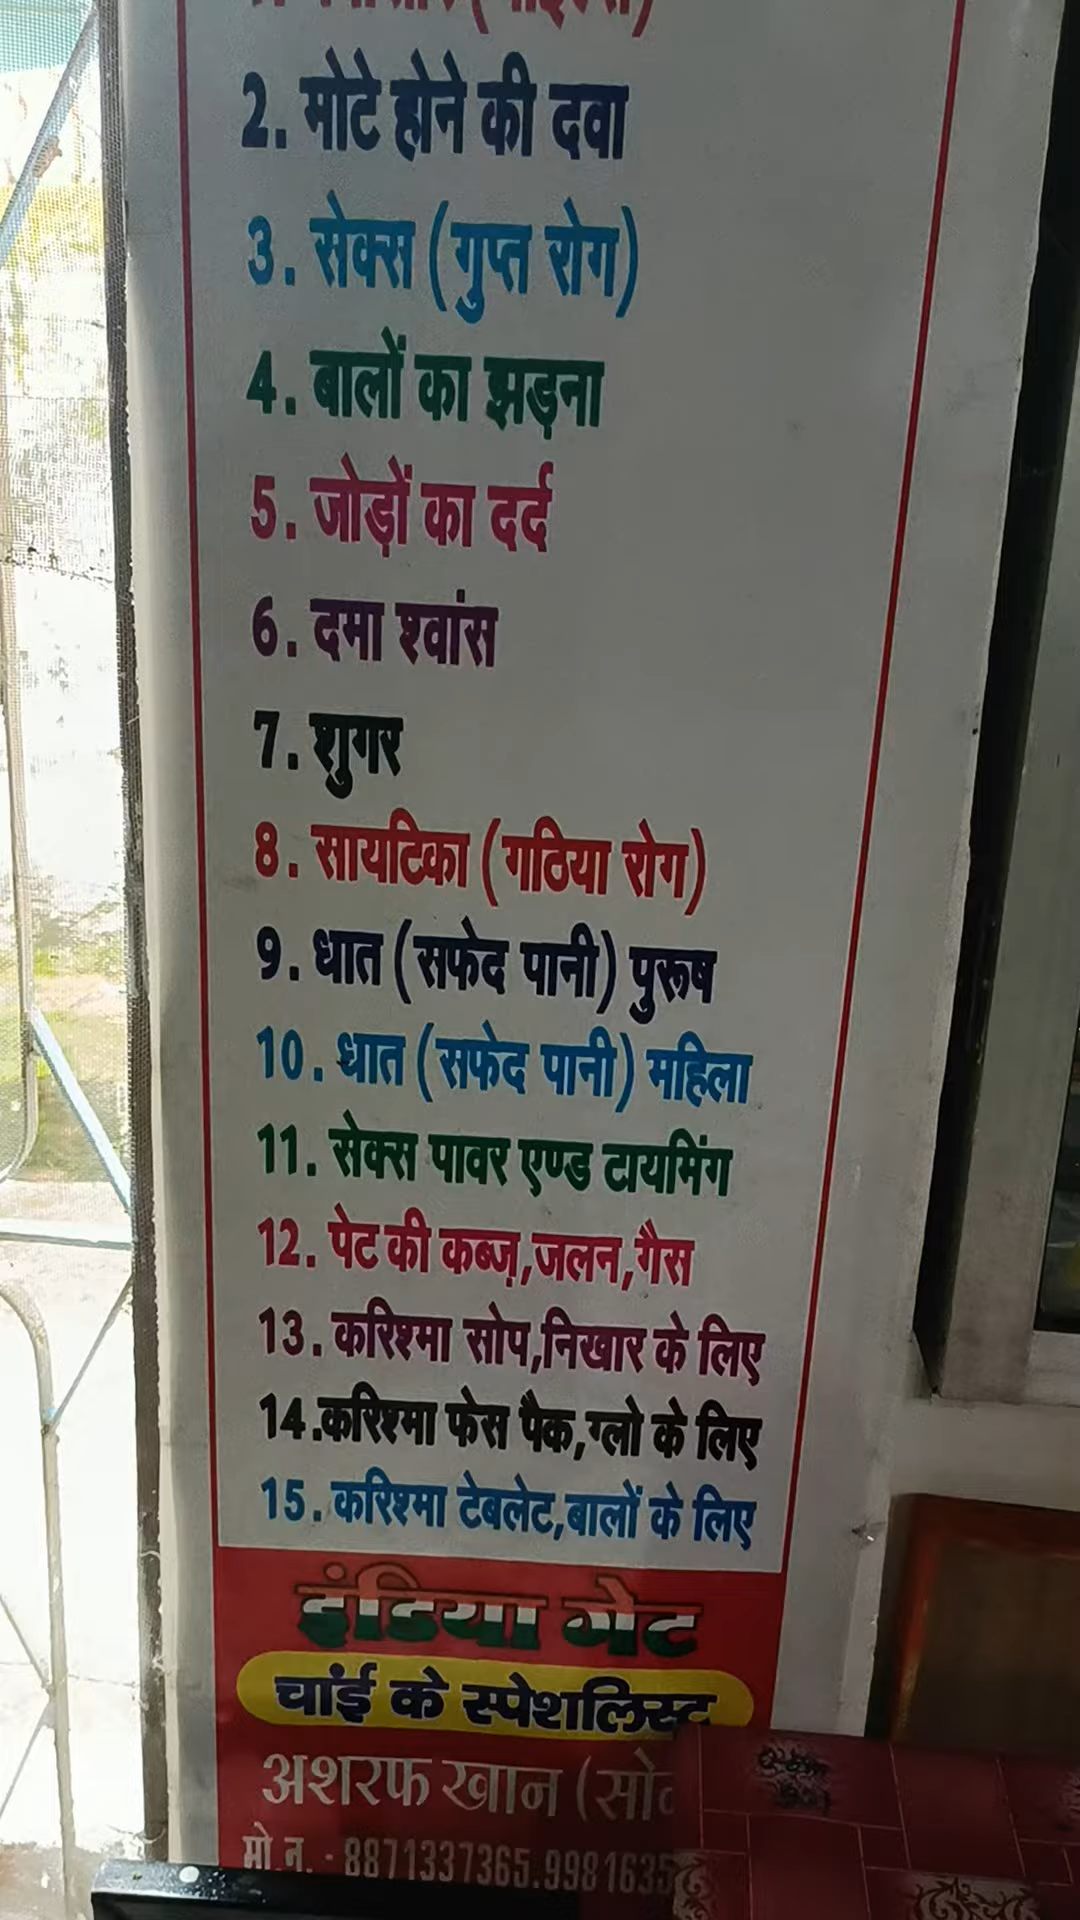 2. मोटे होने की दवा
3. सेक्स (गुप्त रोग)
4. बालों का झड़ना
5. जोड़ों का दर्द
6. दमा श्वांस
7. शुगर
8. सायटिका (गठिया रोग)
9. धात (सफेद पानी) पुरूष
10. धात (सफेद पानी) महिला
11. सेक्स पावर एण्ड टायमिंग
12. पेट की कब्ज़,जलन,गैस
13. करिश्मा सोप,निखार के लिए
14.करिश्मा फेस पैक,ग्लो के लिए
15. करिश्मा टेबलेट,बालों के लिए
इंडिया गेट
चांई के स्पेशलिस्ट
अशरफ खान
मो.न. : 8871337365.9981635